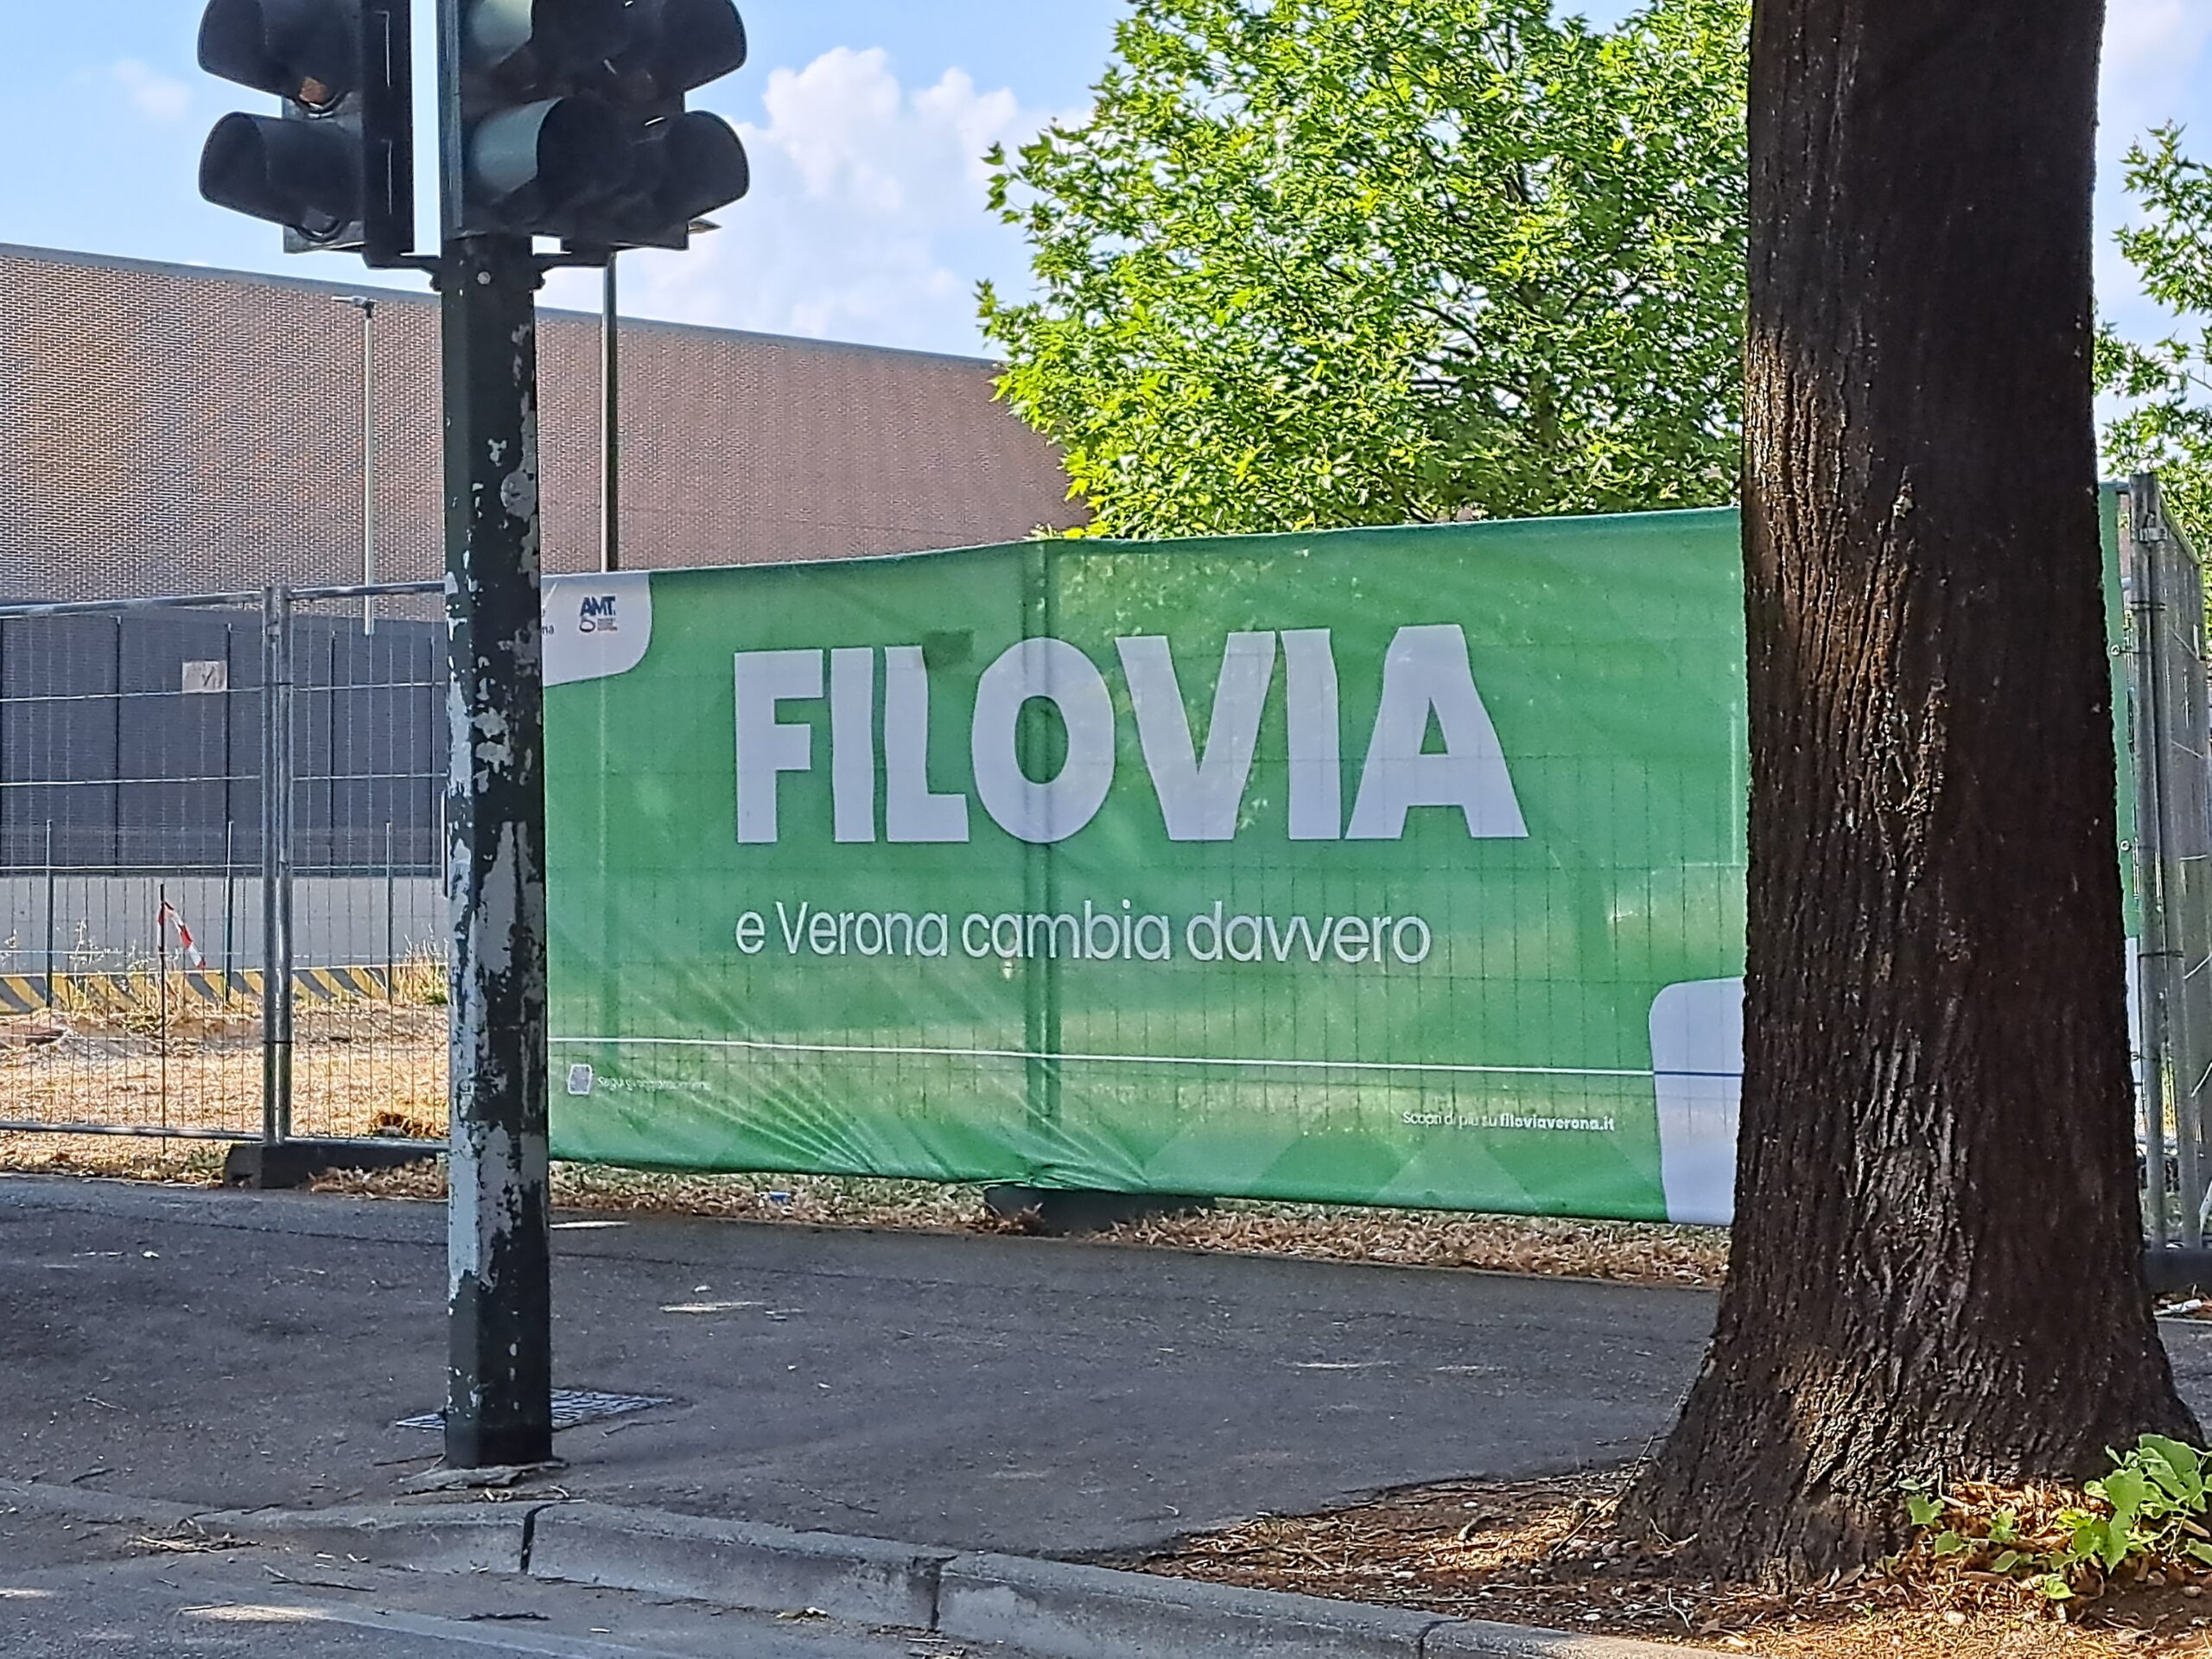 AMT
FILOVIA
e Verona cambia davvero
Scopri di più su filoviaverona.it